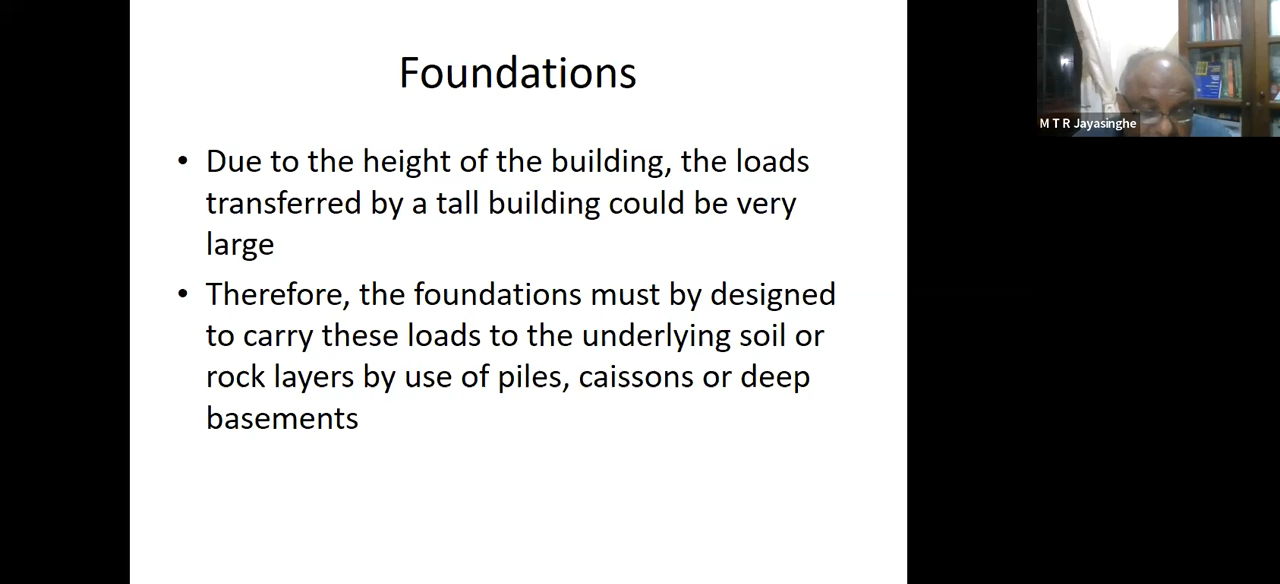 Foundations
• Due to the height of the building, the loads
transferred by a tall building could be very
large
• Therefore, the foundations must by designed
to carry these loads to the underlying soil or
rock layers by use of piles, caissons or deep
basements
M T R Jayasinghe